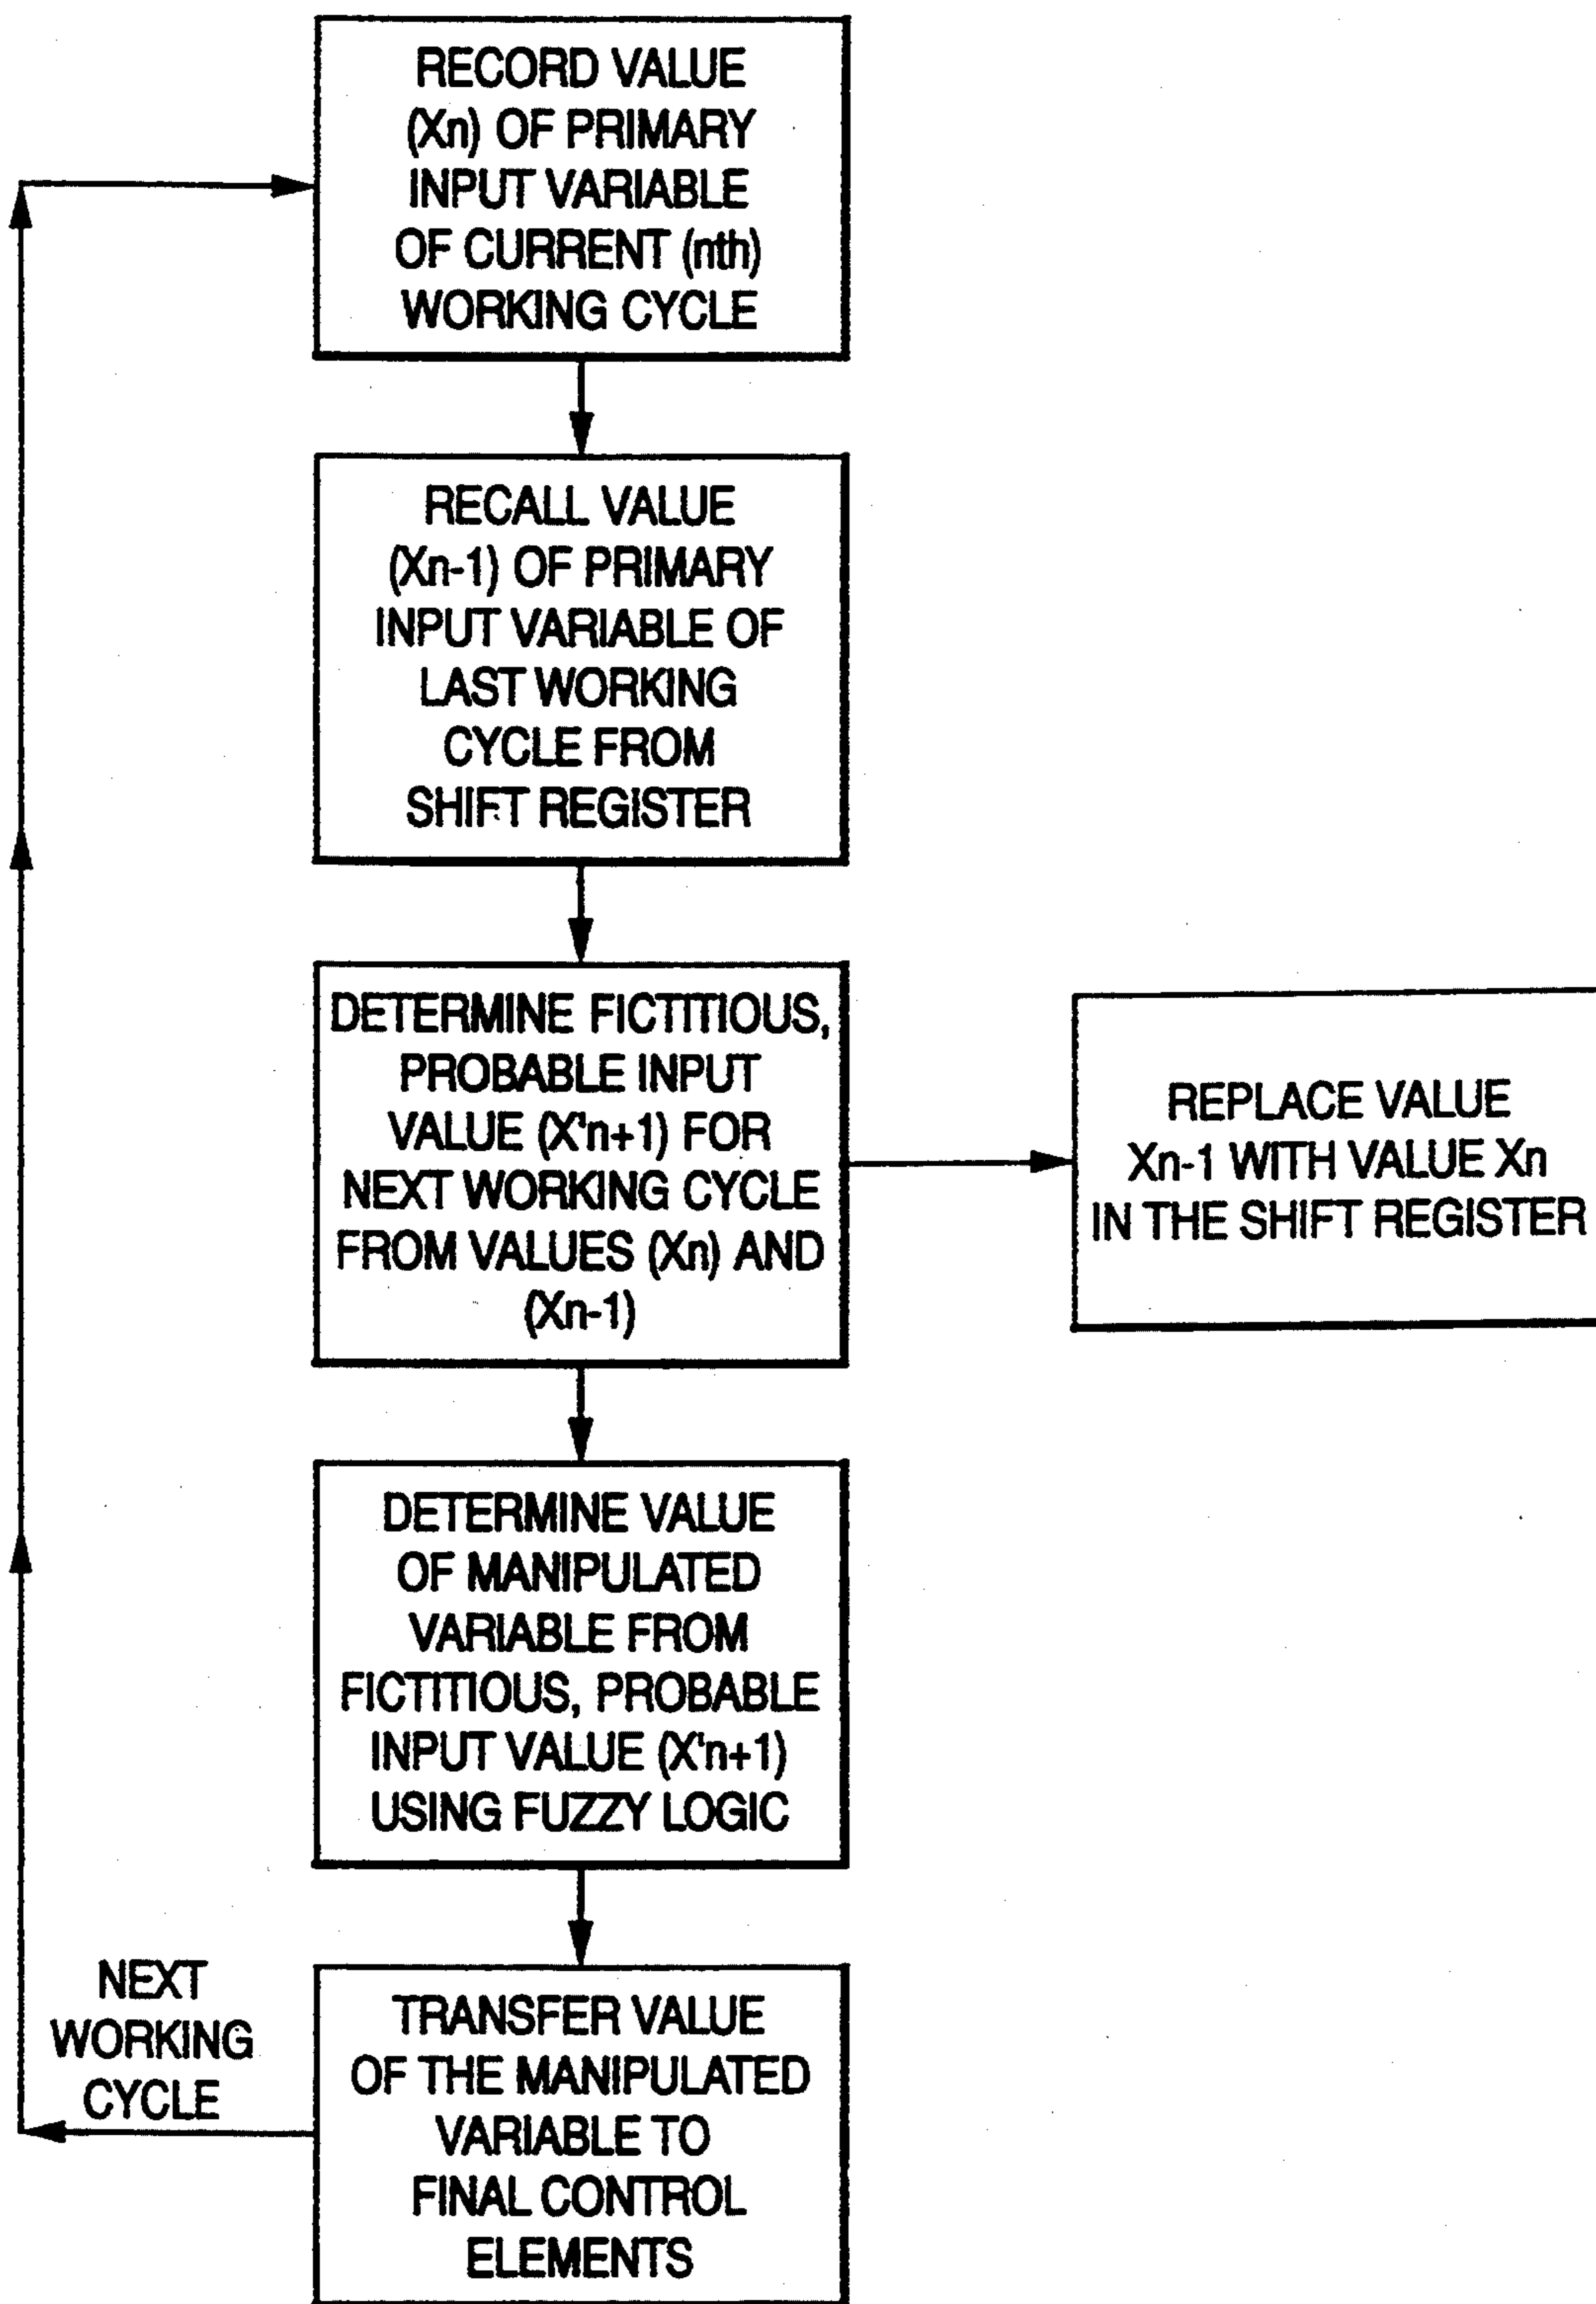 RECORD VALUE
(Xn) OF PRIMARY
INPUT VARIABLE
OF CURRENT (nth)
WORKING CYCLE
RECALL VALUE
(Xn-1) OF PRIMARY
INPUT VARIABLE OF
LAST WORKING
CYCLE FROM
SHIFT REGISTER
DETERMINE FICTITIOUS,
PROBABLE INPUT
VALUE (X'n+1) FOR
NEXT WORKING CYCLE
FROM VALUES (Xn) AND
(Xn-1)
REPLACE VALUE
Xn-1 WITH VALUE Xn
IN THE SHIFT REGISTER
DETERMINE VALUE
OF MANIPULATED
VARIABLE FROM
FICTITIOUS, PROBABLE
INPUT VALUE (X'n+1)
USING FUZZY LOGIC
NEXT
WORKING
CYCLE
TRANSFER VALUE
OF THE MANIPULATED
VARIABLE TO
FINAL CONTROL
ELEMENTS